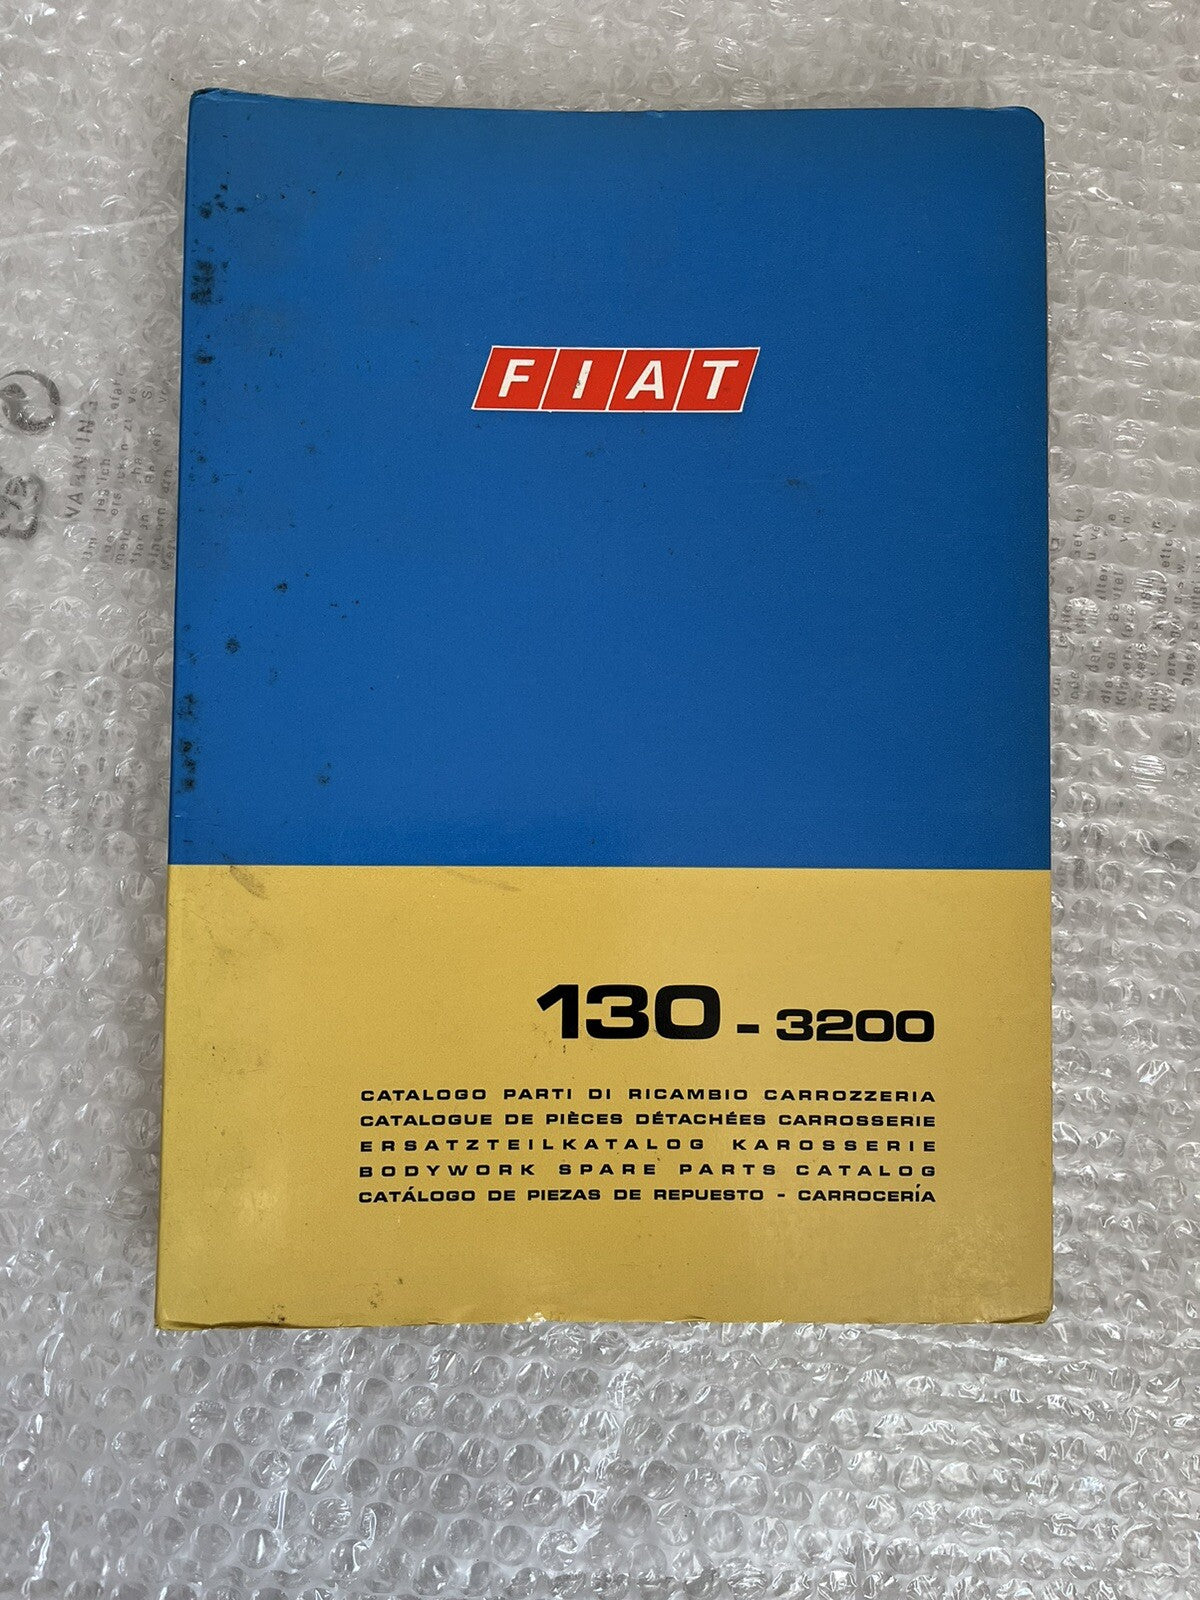 FIAT
130 - 3200
CATALOGO PARTI DI RICAMBIO CARROZZERIA
CATALOGUE DE PIÈCES DÉTACHÉES CARROSSERIE
ERSATZTEILKATALOG KAROSSERIE
BODYWORK SPARE PARTS CATALOG
CATÁLOGO DE PIEZAS DE REPUESTO - CARROCERÍA